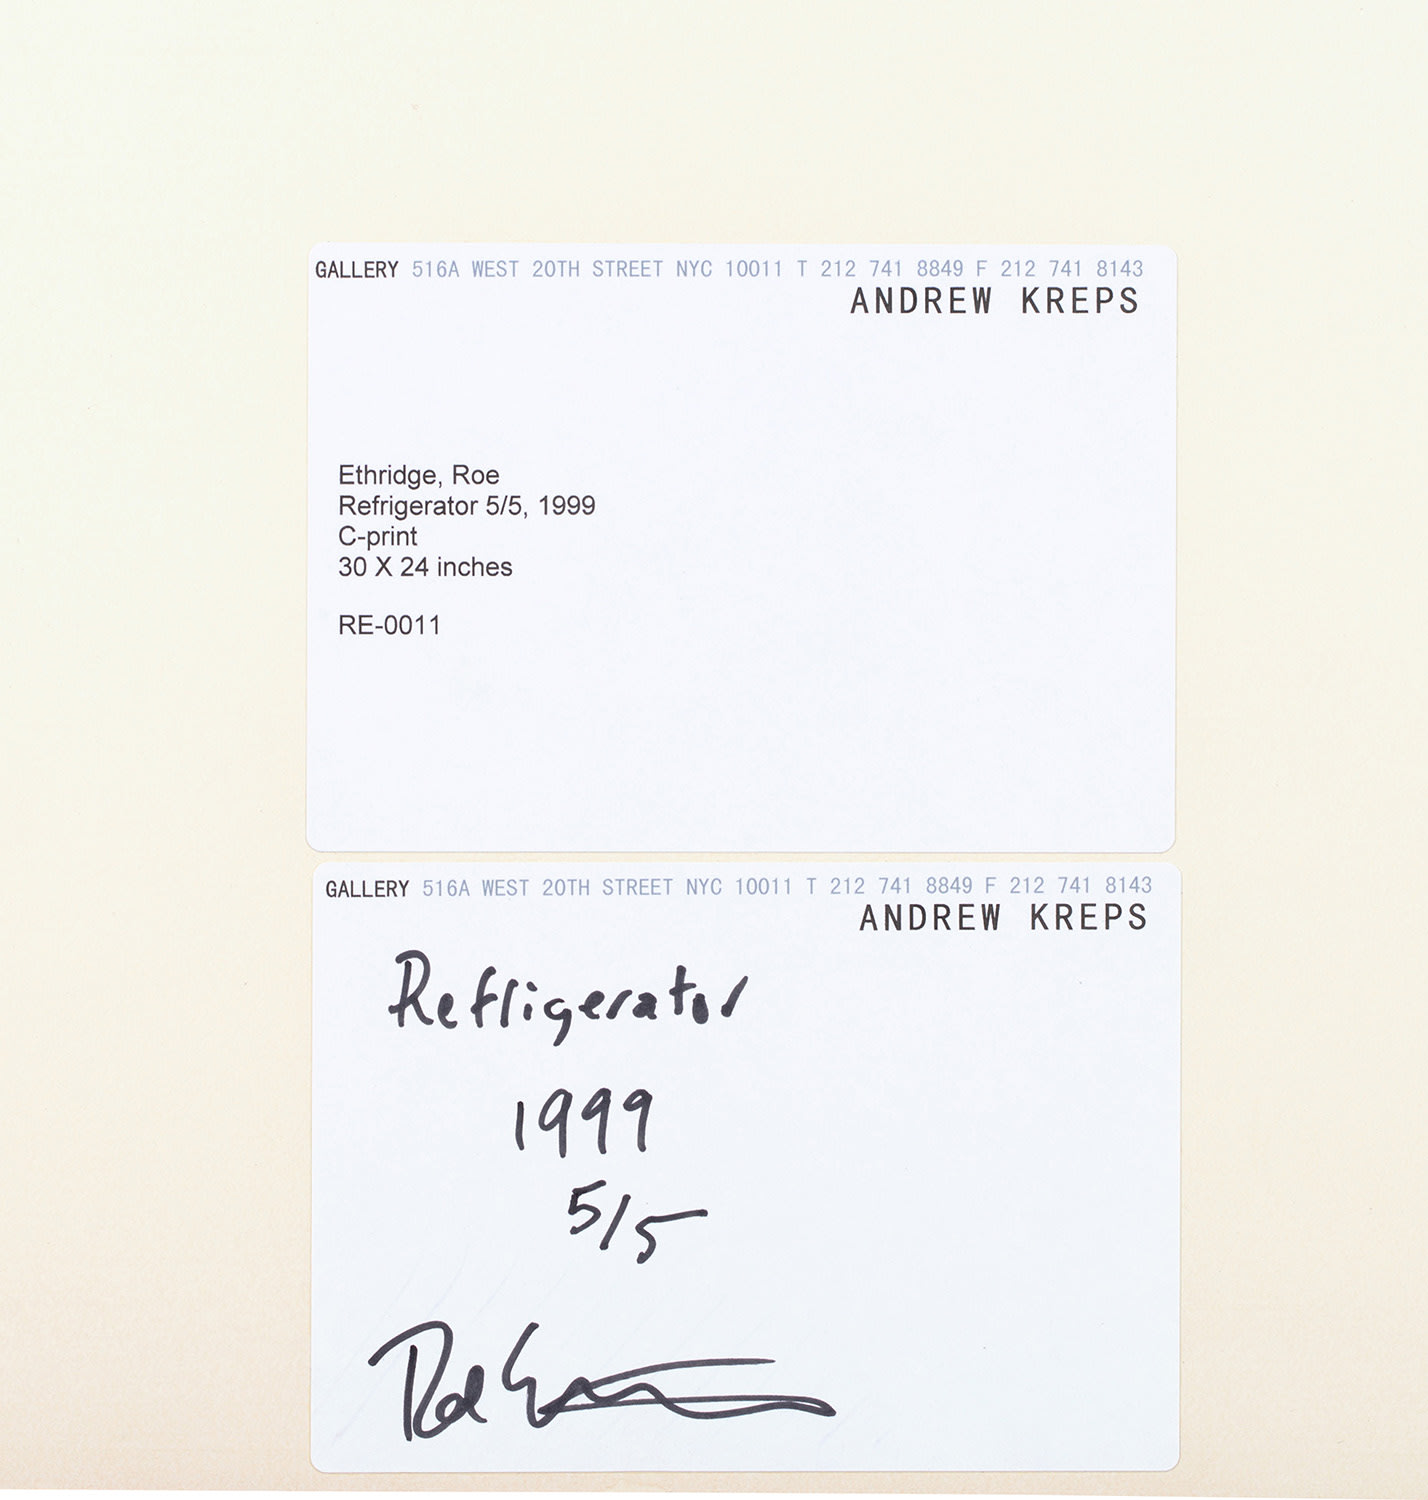 GALLERY 516A WEST 20TH STREET NYC 10011 T 212 741 8849 F 212 741 8143
ANDREW KREPS
Ethridge, Roe
Refrigerator 5/5, 1999
C-print
30 X 24 inches
RE-0011
GALLERY 516A WEST 20TH STREET NYC 10011 T 212 741 8849 F 212 741 8143
ANDREW KREPS
Refrigerator
1999
5/5